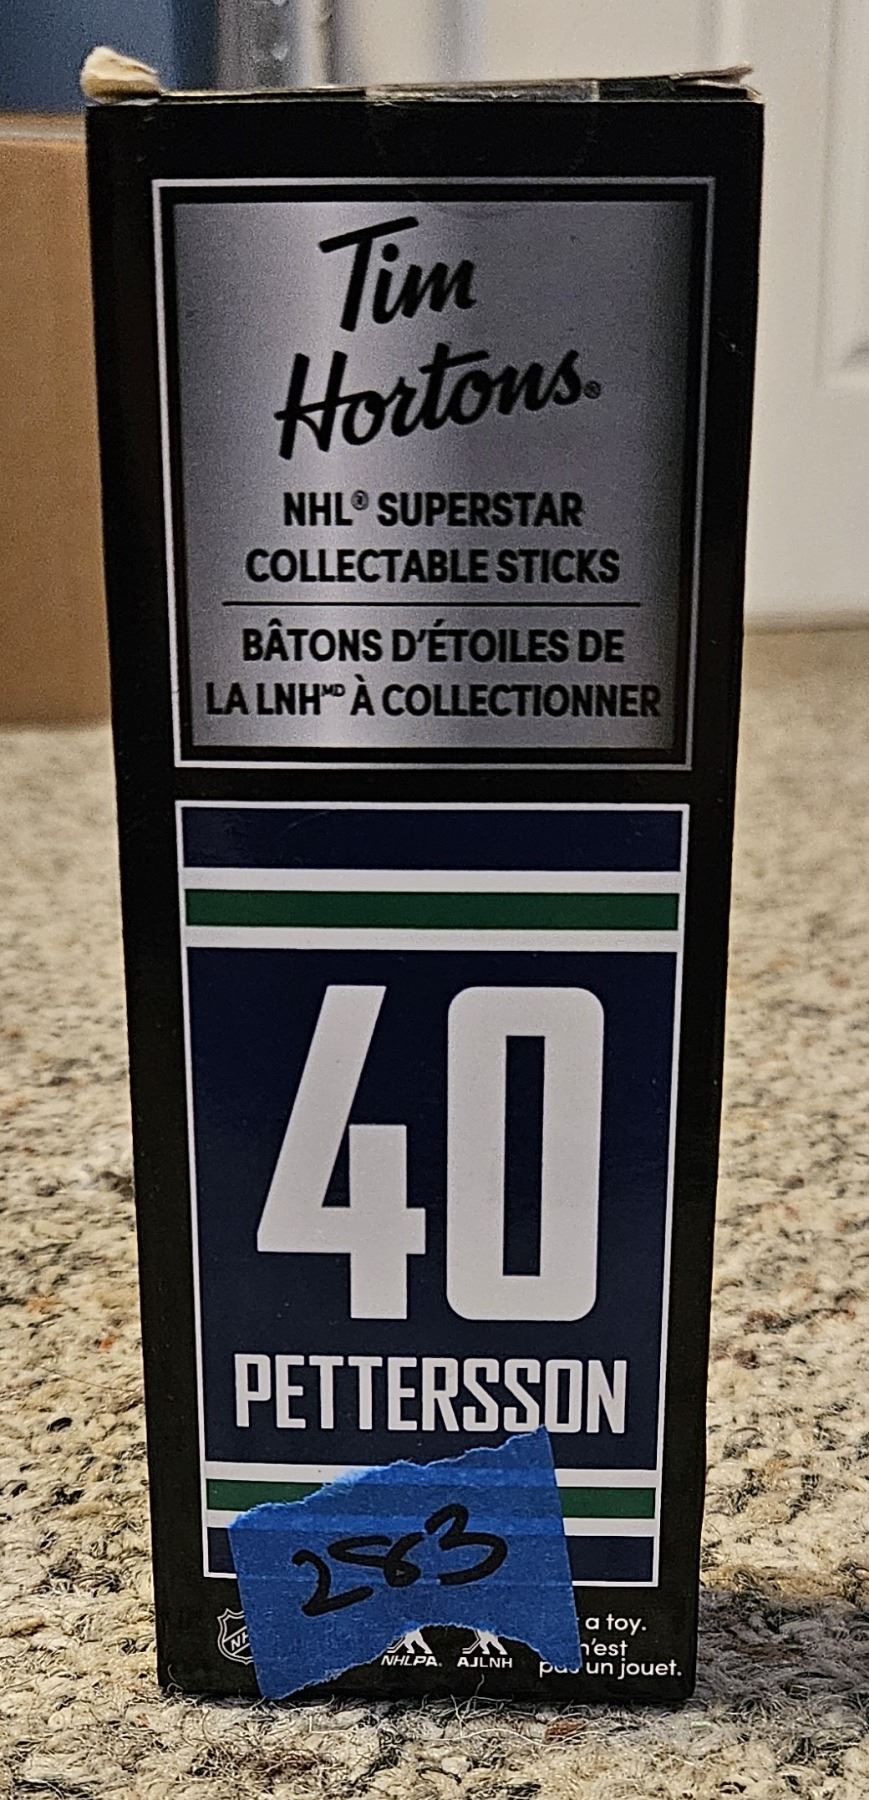 Tim
Hortons®
NHL® SUPERSTAR
COLLECTABLE STICKS
BÂTONS D'ÉTOILES DE
LA LNHᴹᴰ À COLLECTIONNER
40
PETTERSSON
2563
a toy.
n'est
pas un jouet.
NHLPA. AJLNH